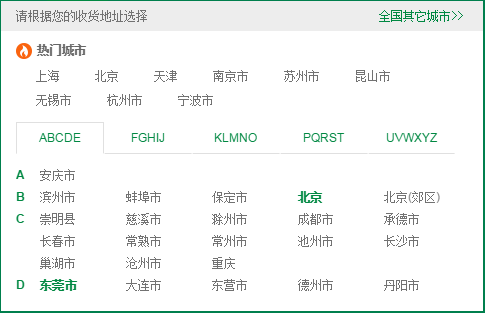 请根据您的收货地址选择 全国其它城市>>
热门城市
上海 北京 天津 南京市 苏州市 昆山市
无锡市 杭州市 宁波市
ABCDE FGHIJ KLMNO PQRST UVWXYZ
A 安庆市
B 滨州市 蚌埠市 保定市 北京 北京(郊区)
C 崇明县 慈溪市 滁州市 成都市 承德市
长春市 常熟市 常州市 池州市 长沙市
巢湖市 沧州市 重庆
D 东莞市 大连市 东营市 德州市 丹阳市